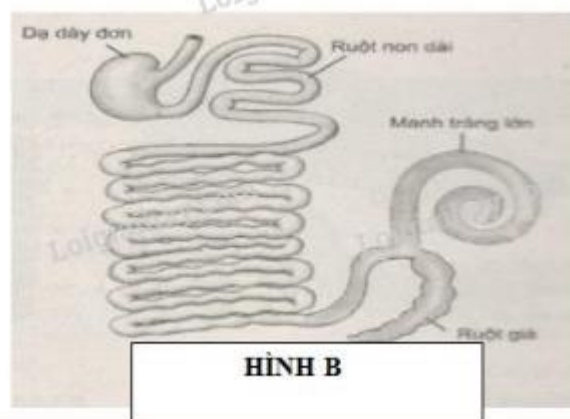 Dạ dày đơn
Ruột non dài
Manh tràng lớn
Ruột già
HÌNH B